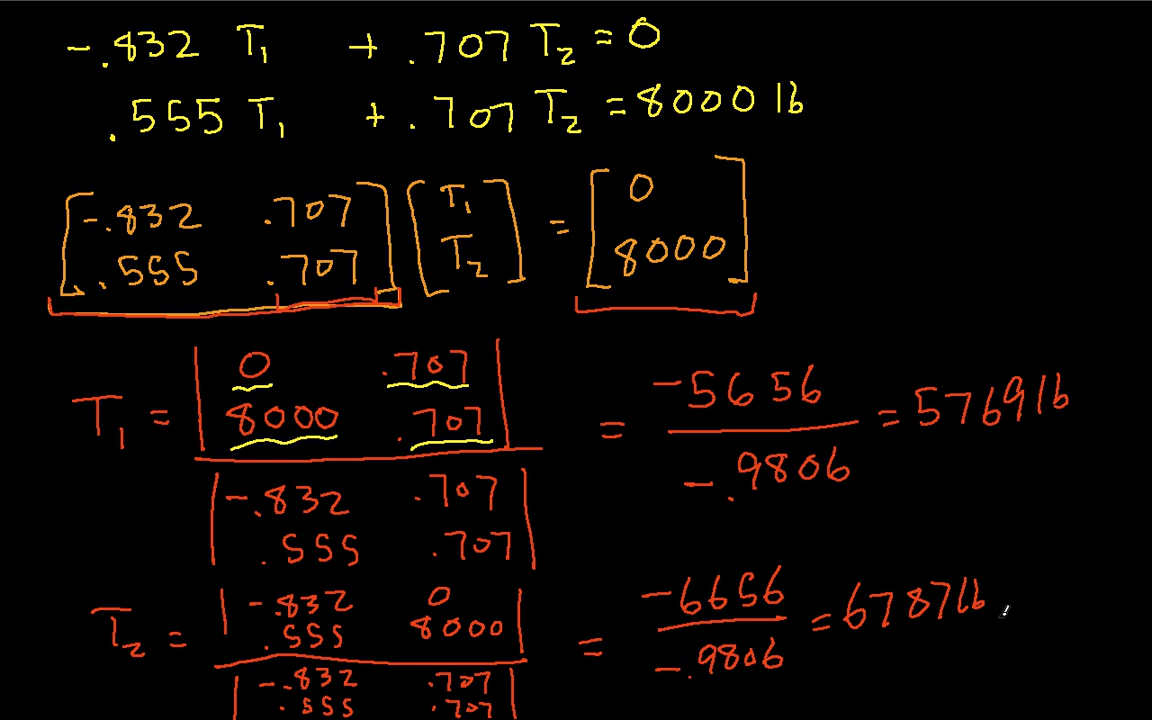 -.832 T₁ + .707 T₂ = 0
.555 T₁ + .707 T₂ = 8000 lb
[-.832 .707] [T₁] = [0]
[.555 .707] [T₂] [8000]
T₁ = |0 .707| / |-.832 .707| = -5656 / -.9806 = 5769 lb
|8000 .707| / |.555 .707|
T₂ = |-.832 0| / |-.832 .707| = -6656 / -.9806 = 6787 lb
|.555 8000| / |.555 .707|